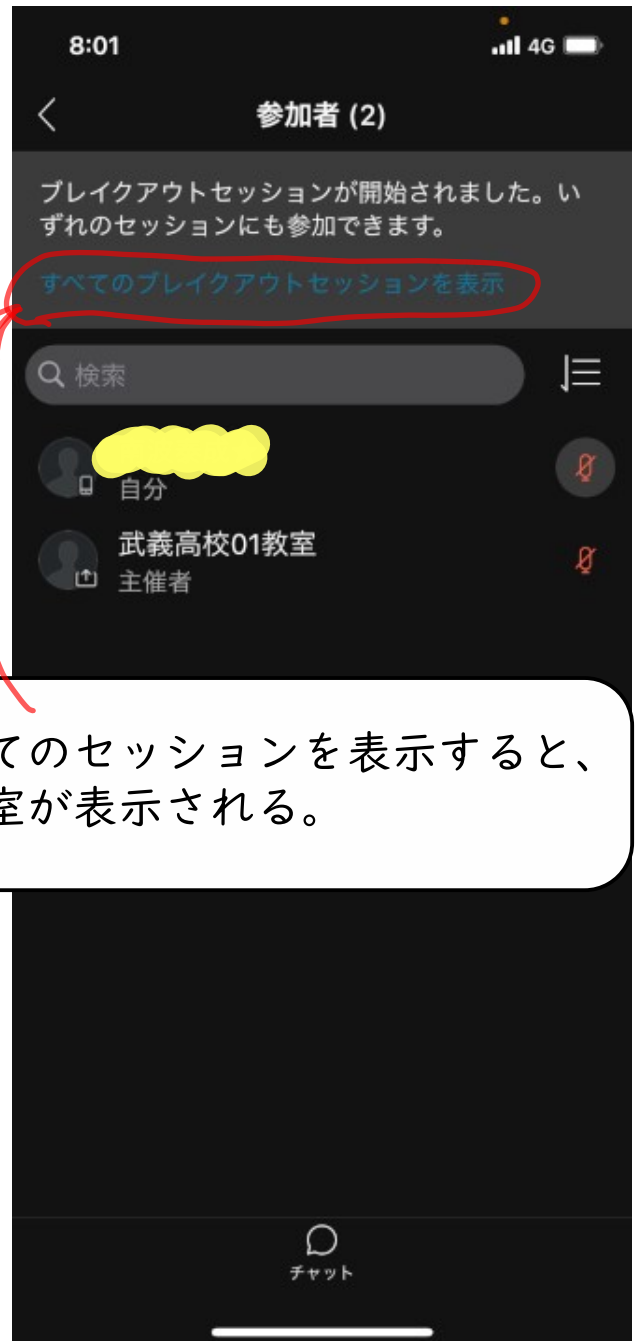 8:01
4G
参加者 (2)
ブレイクアウトセッションが開始されました。い
ずれのセッションにも参加できます。
すべてのブレイクアウトセッションを表示
検索
自分
武義高校01教室
主催者
てのセッションを表示すると、
室が表示される。
チャット